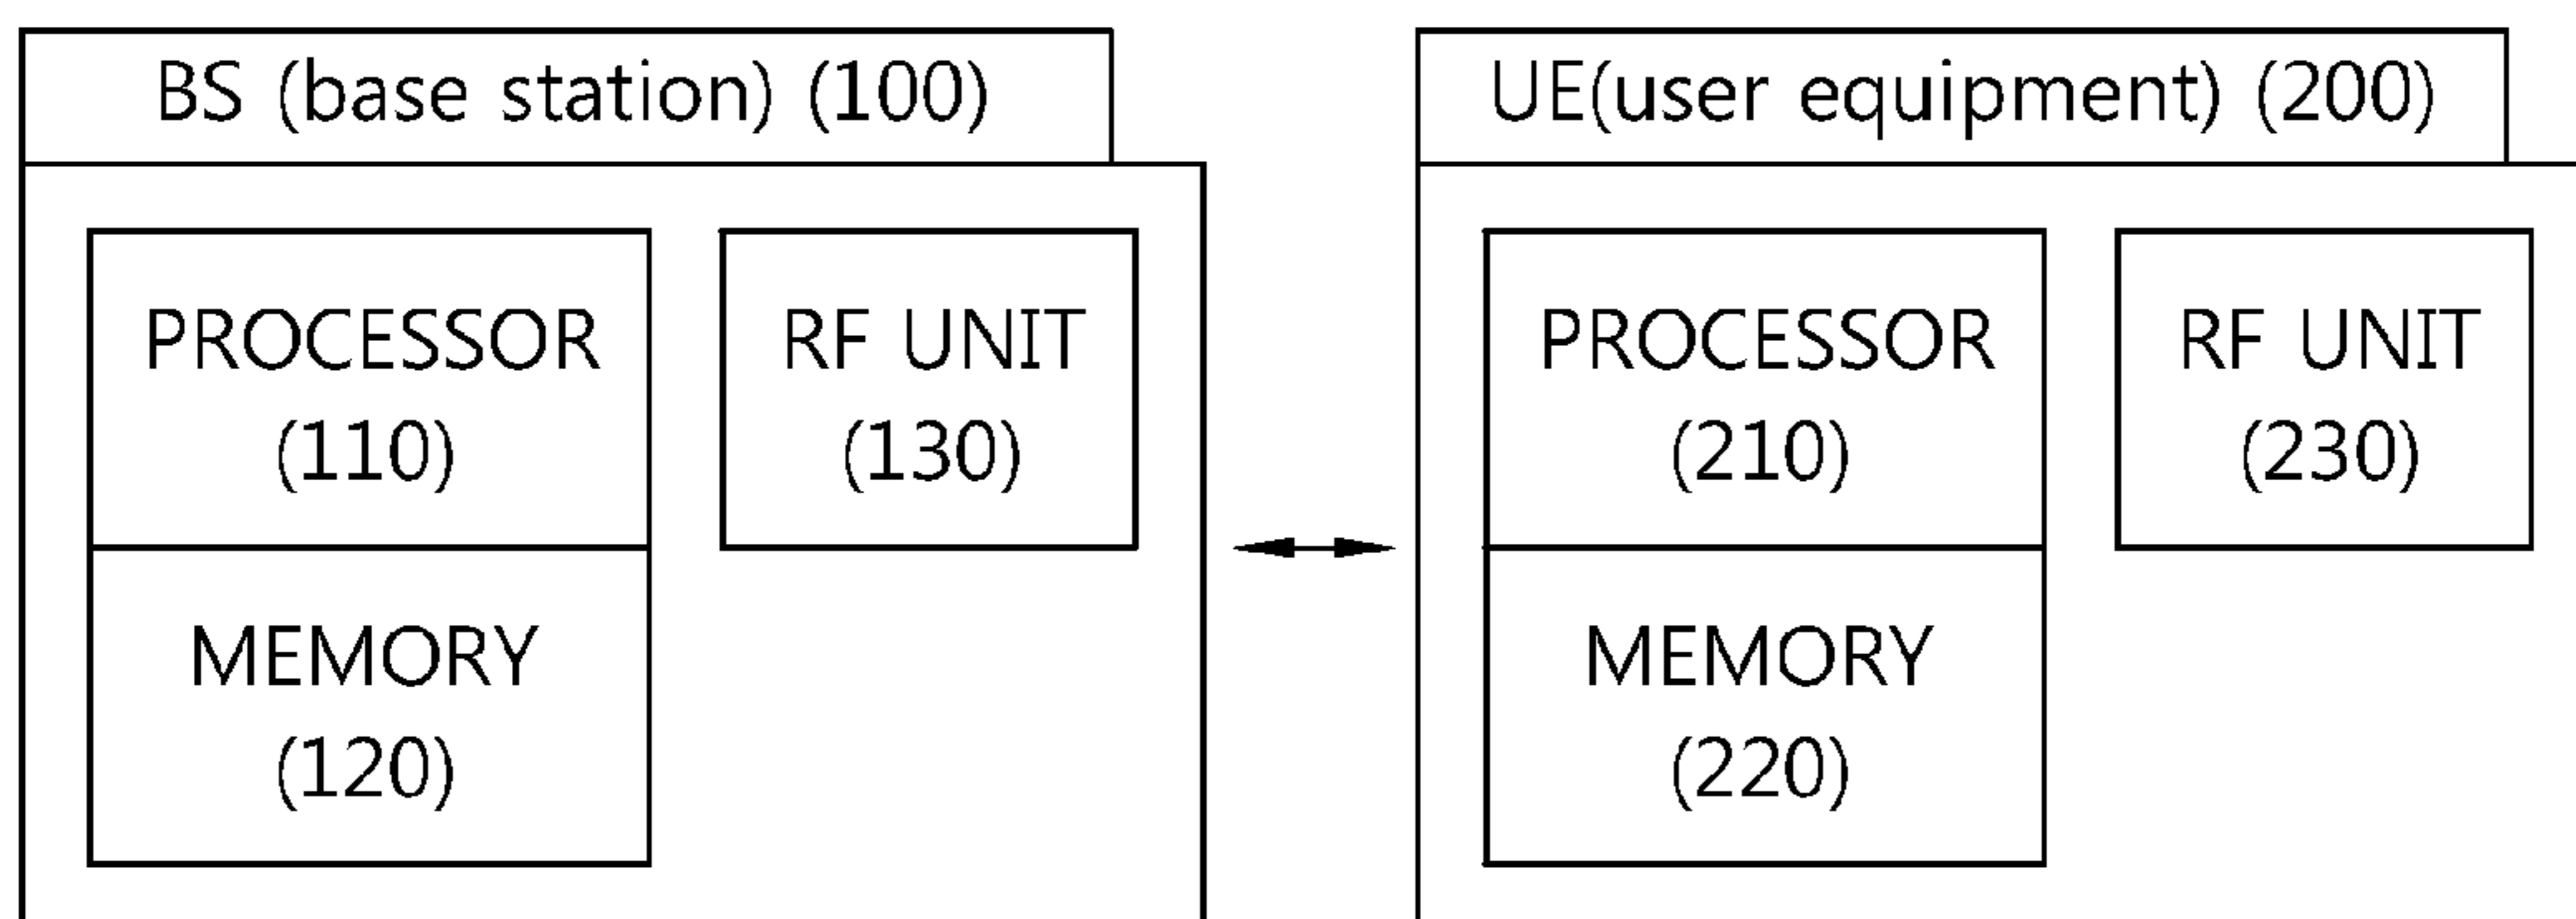 BS (base station) (100)
PROCESSOR
(110)
RF UNIT
(130)
MEMORY
(120)
UE(user equipment) (200)
PROCESSOR
(210)
RF UNIT
(230)
MEMORY
(220)